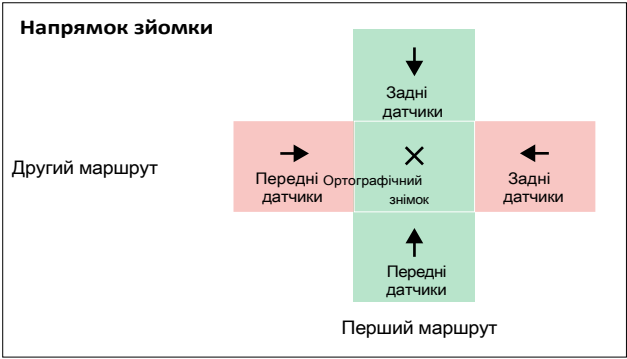 Напрямок зйомки
Задні
датчики
Другий маршрут
Передні
датчики
Ортографічний
знімок
Задні
датчики
Передні
датчики
Перший маршрут